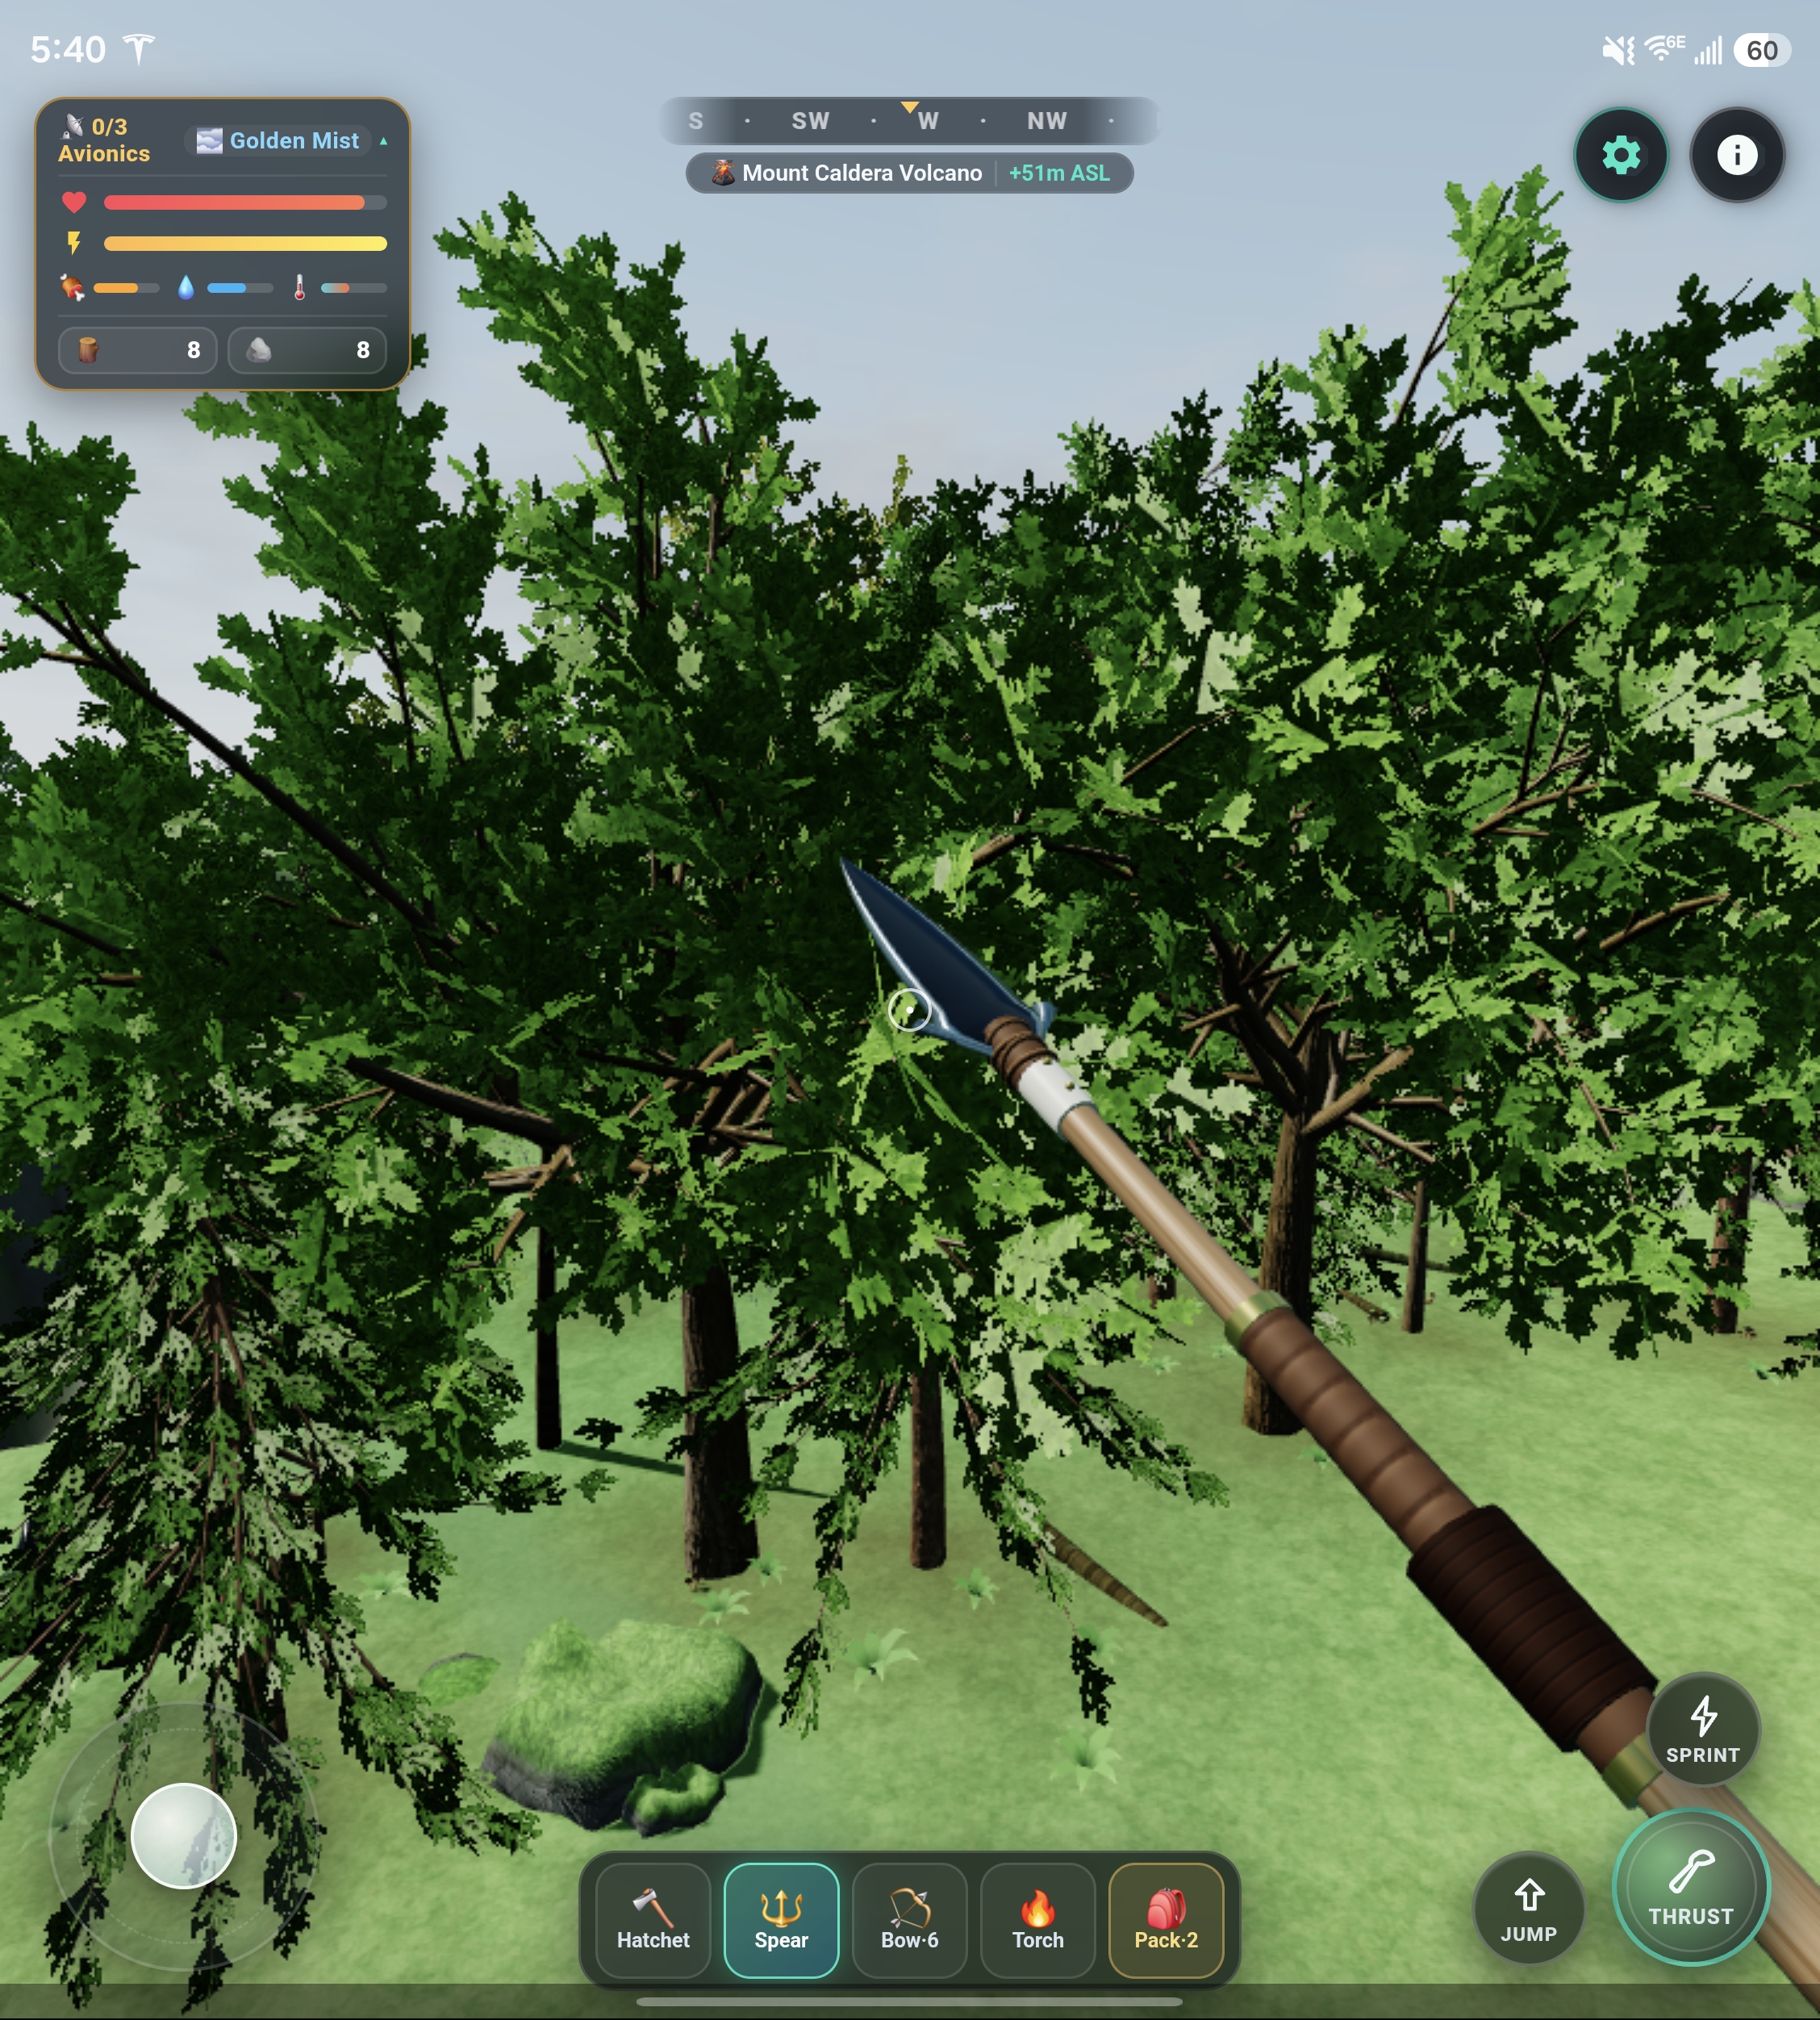 5:40
6E
60
0/3
Avionics
Golden Mist
S · SW · W · NW ·
Mount Caldera Volcano +51m ASL
8 8
SPRINT
THRUST
JUMP
Hatchet
Spear
Bow·6
Torch
Pack·2